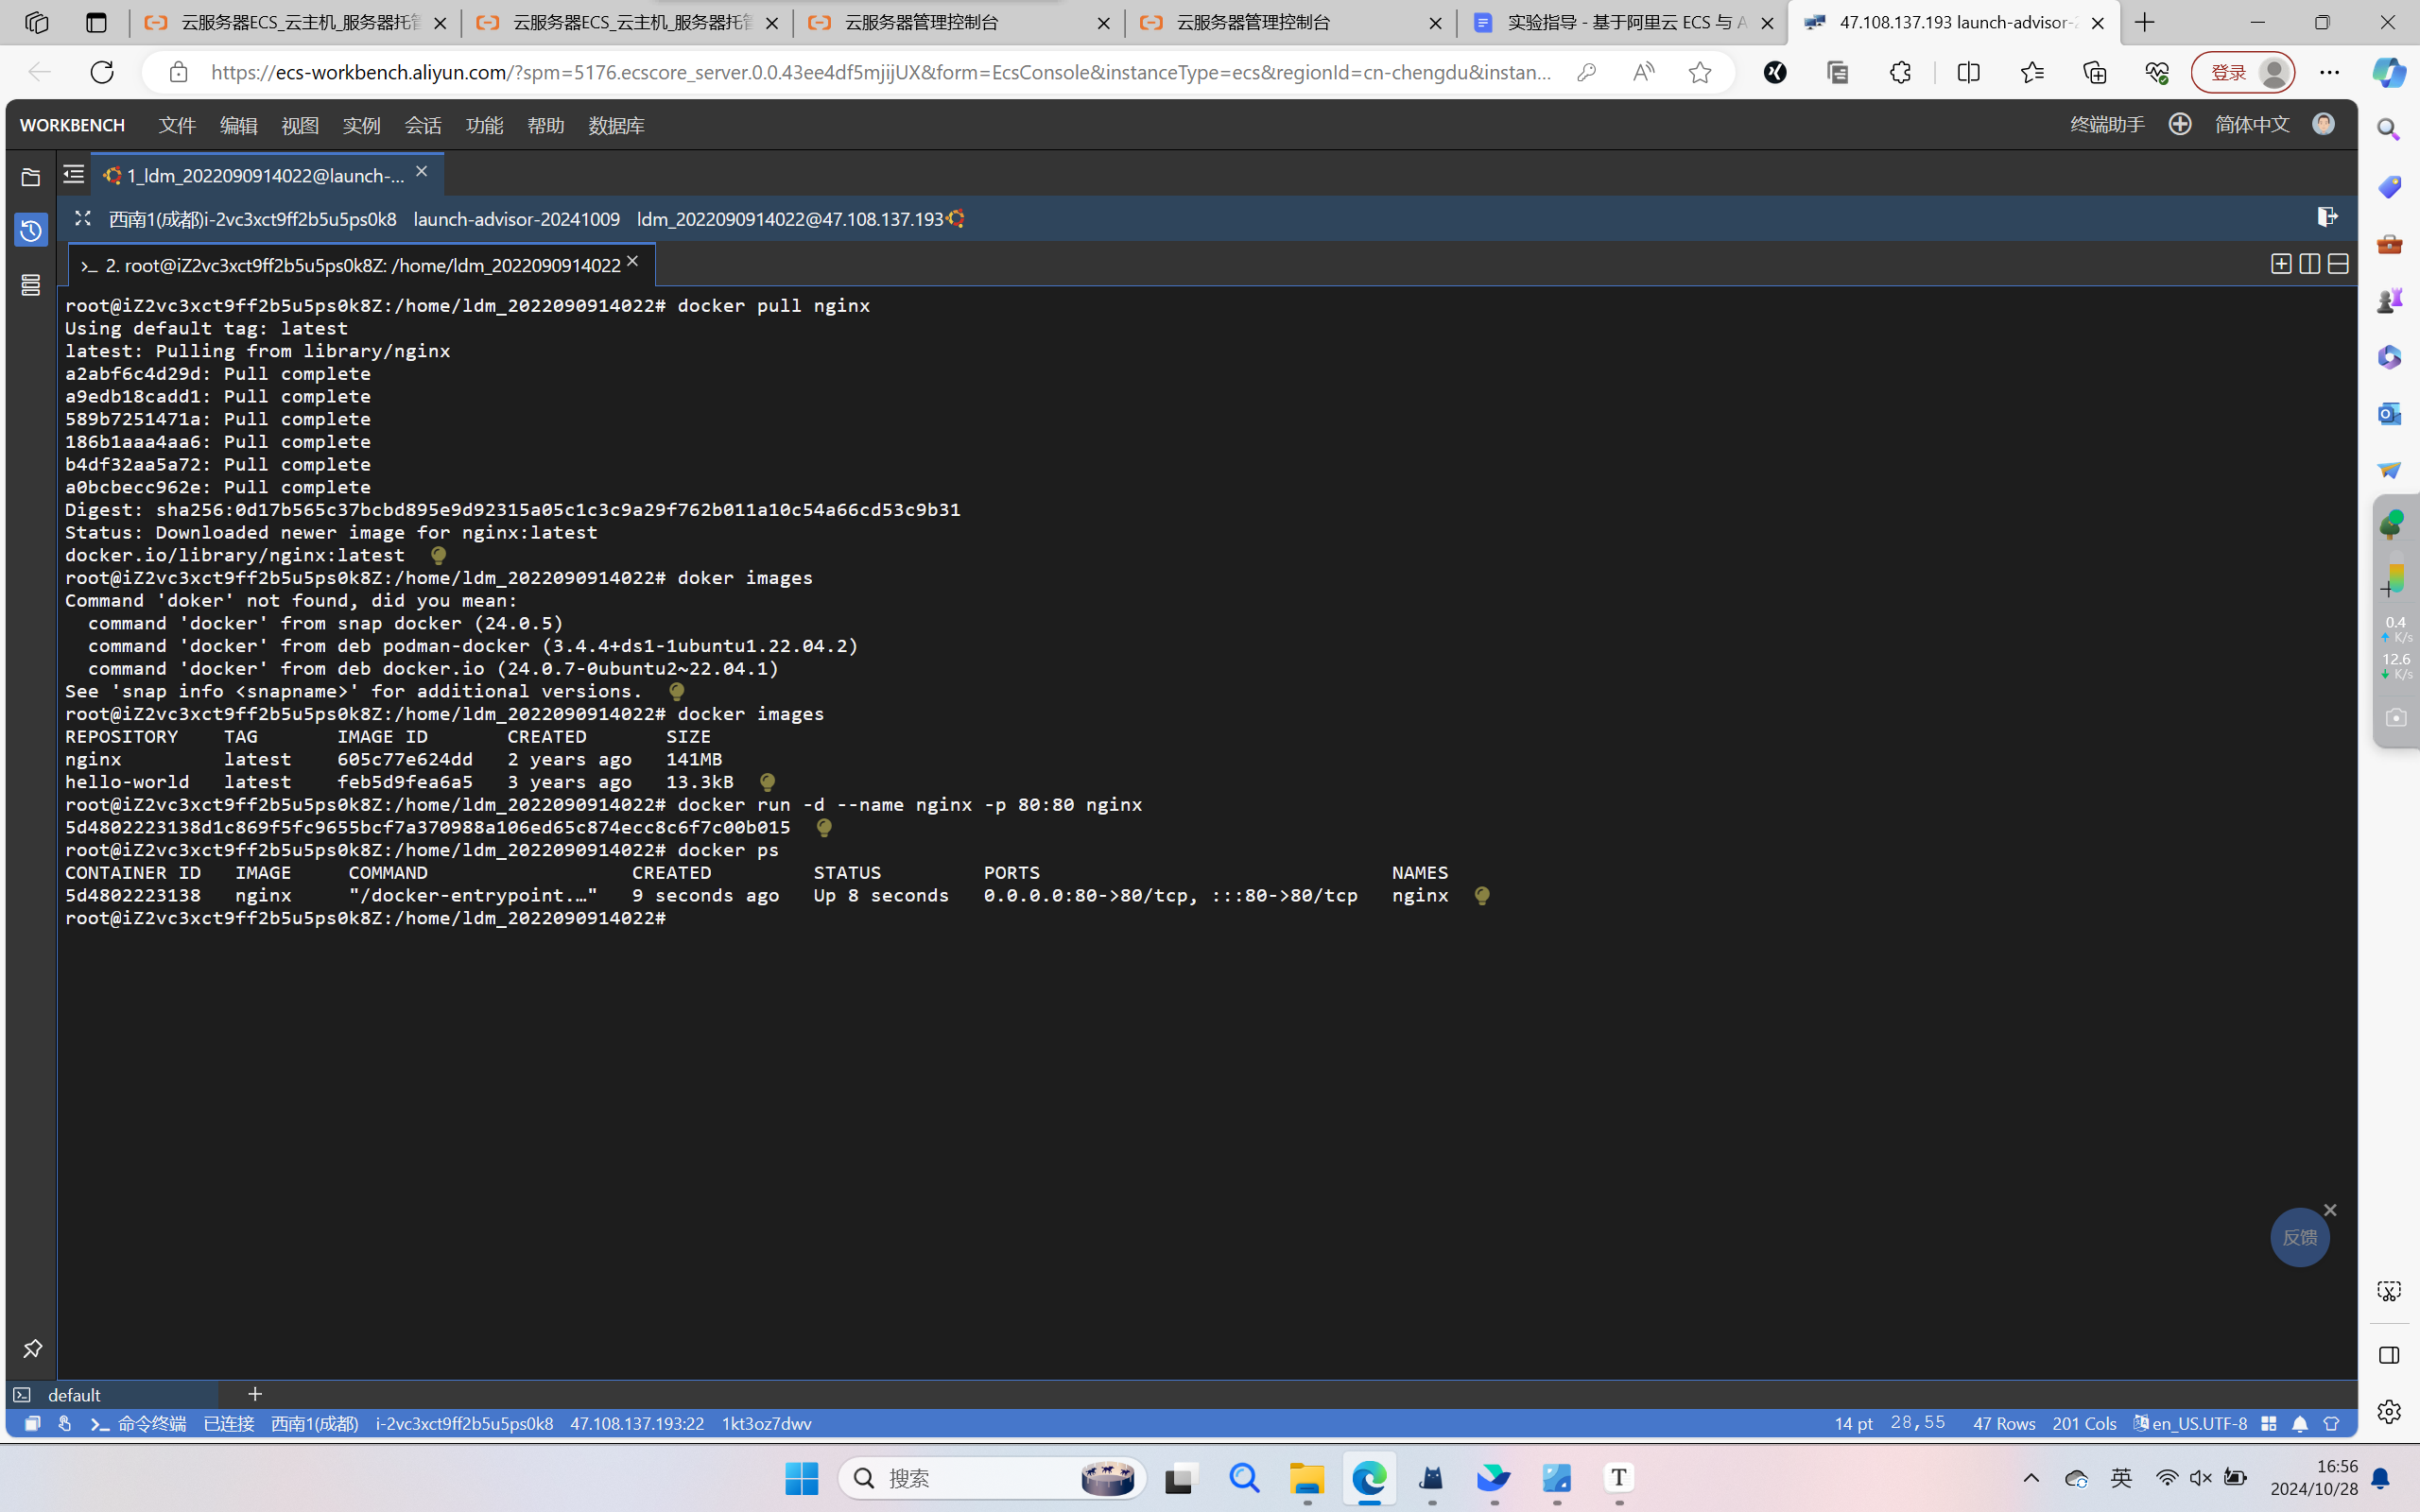 云服务器ECS_云主机_服务器托管
云服务器ECS_云主机_服务器托管
云服务器管理控制台
云服务器管理控制台
实验指导 - 基于阿里云 ECS 与 A
47.108.137.193 launch-advisor-2
https://ecs-workbench.aliyun.com/?spm=5176.ecscore_server.0.0.43ee4df5mjijUX&form=EcsConsole&instanceType=ecs&regionId=cn-chengdu&instan...
登录
WORKBENCH 文件 编辑 视图 实例 会话 功能 帮助 数据库
终端助手 简体中文
1_ldm_2022090914022@launch-...
西南1(成都)i-2vc3xct9ff2b5u5ps0k8 launch-advisor-20241009 ldm_2022090914022@47.108.137.193
2. root@iZ2vc3xct9ff2b5u5ps0k8Z: /home/ldm_2022090914022
root@iZ2vc3xct9ff2b5u5ps0k8Z:/home/ldm_2022090914022# docker pull nginx
Using default tag: latest
latest: Pulling from library/nginx
a2abf6c4d29d: Pull complete
a9edb18cadd1: Pull complete
589b7251471a: Pull complete
186b1aaa4aa6: Pull complete
b4df32aa5a72: Pull complete
a0bcbecc962e: Pull complete
Digest: sha256:0d17b565c37bcbd895e9d92315a05c1c3c9a29f762b011a10c54a66cd53c9b31
Status: Downloaded newer image for nginx:latest
docker.io/library/nginx:latest
root@iZ2vc3xct9ff2b5u5ps0k8Z:/home/ldm_2022090914022# doker images
Command 'doker' not found, did you mean:
command 'docker' from snap docker (24.0.5)
command 'docker' from deb podman-docker (3.4.4+ds1-1ubuntu1.22.04.2)
command 'docker' from deb docker.io (24.0.7-0ubuntu2~22.04.1)
See 'snap info <snapname>' for additional versions.
root@iZ2vc3xct9ff2b5u5ps0k8Z:/home/ldm_2022090914022# docker images
REPOSITORY TAG IMAGE ID CREATED SIZE
nginx latest 605c77e624dd 2 years ago 141MB
hello-world latest feb5d9fea6a5 3 years ago 13.3kB
root@iZ2vc3xct9ff2b5u5ps0k8Z:/home/ldm_2022090914022# docker run -d --name nginx -p 80:80 nginx
5d4802223138d1c869f5fc9655bcf7a370988a106ed65c874ecc8c6f7c00b015
root@iZ2vc3xct9ff2b5u5ps0k8Z:/home/ldm_2022090914022# docker ps
CONTAINER ID IMAGE COMMAND CREATED STATUS PORTS NAMES
5d4802223138 nginx "/docker-entrypoint.…" 9 seconds ago Up 8 seconds 0.0.0.0:80->80/tcp, :::80->80/tcp nginx
root@iZ2vc3xct9ff2b5u5ps0k8Z:/home/ldm_2022090914022#
0.4
K/s
12.6
K/s
反馈
default
命令终端 已连接 西南1(成都) i-2vc3xct9ff2b5u5ps0k8 47.108.137.193:22 1kt3oz7dwv
14 pt 28,55 47 Rows 201 Cols en_US.UTF-8
搜索
英
16:56
2024/10/28